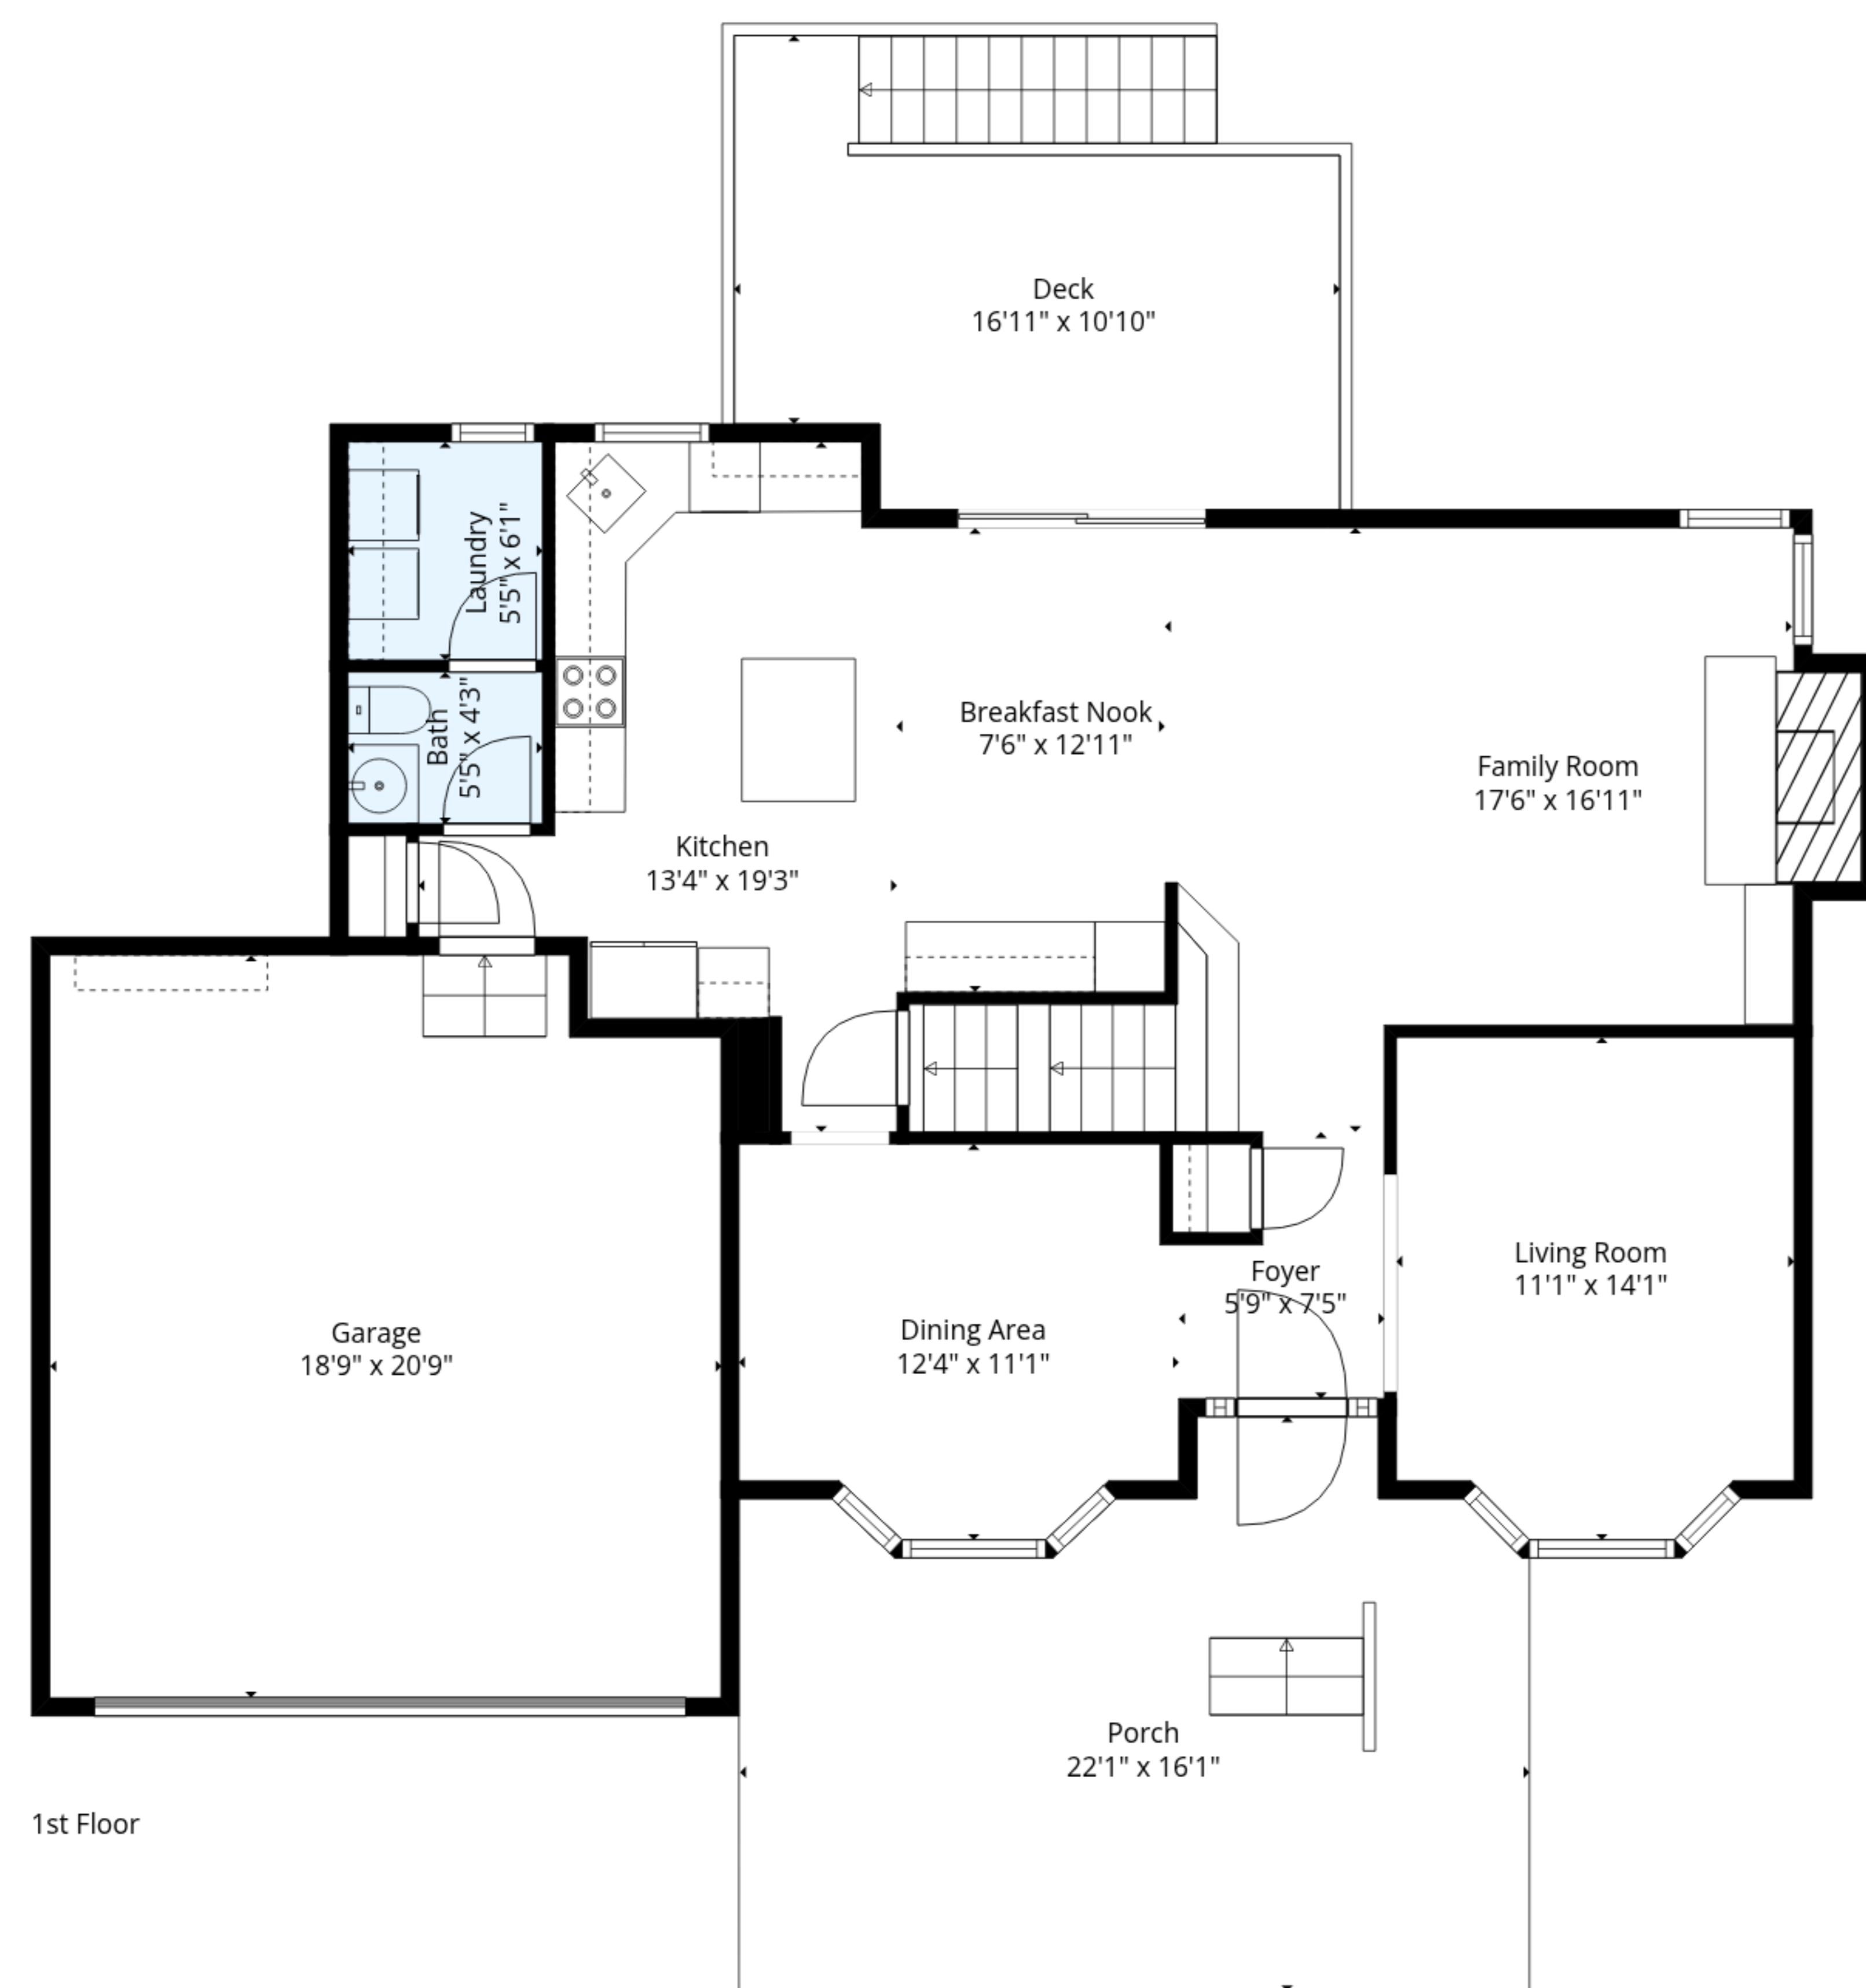 Deck
16'11" x 10'10"
Laundry
5'5" x 6'1"
Bath
5'5" x 4'3"
Breakfast Nook
7'6" x 12'11"
Family Room
17'6" x 16'11"
Kitchen
13'4" x 19'3"
Living Room
11'1" x 14'1"
Foyer
5'9" x 7'5"
Dining Area
12'4" x 11'1"
Garage
18'9" x 20'9"
Porch
22'1" x 16'1"
1st Floor